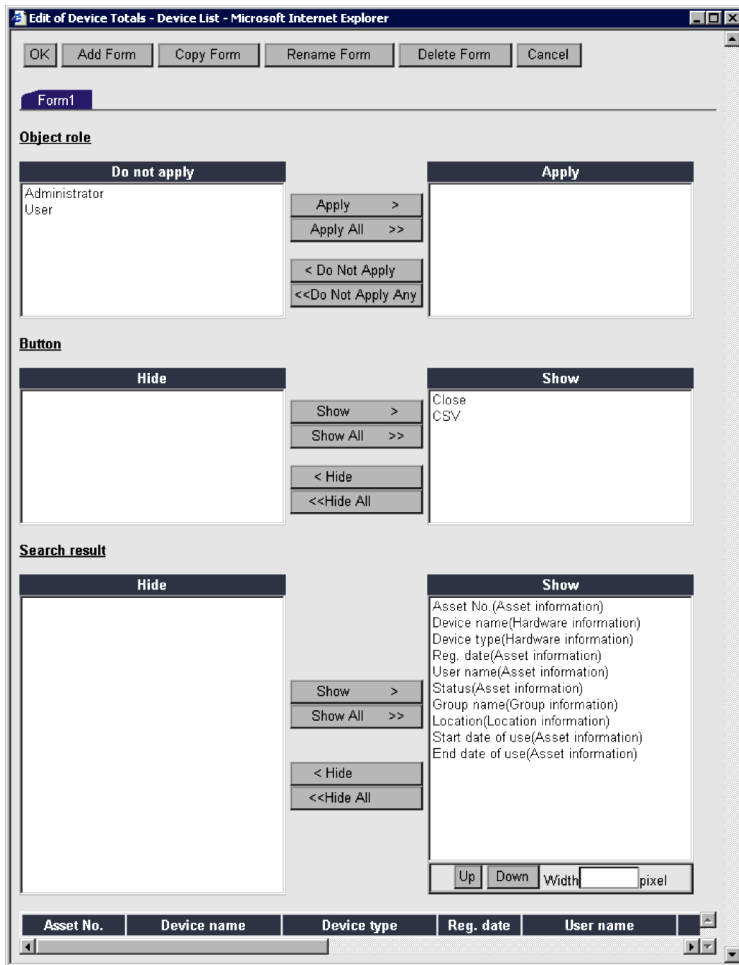 Edit of Device Totals - Device List - Microsoft Internet Explorer
OK Add Form Copy Form Rename Form Delete Form Cancel
Form1
Object role
Do not apply
Administrator
User
Apply >
Apply All >>
< Do Not Apply
<<Do Not Apply Any
Apply
Button
Hide
Show >
Show All >>
< Hide
<<Hide All
Show
Close
CSV
Search result
Hide
Show >
Show All >>
< Hide
<<Hide All
Show
Asset No.(Asset information)
Device name(Hardware information)
Device type(Hardware information)
Reg. date(Asset information)
User name(Asset information)
Status(Asset information)
Group name(Group information)
Location(Location information)
Start date of use(Asset information)
End date of use(Asset information)
Up Down Width pixel
Asset No. Device name Device type Reg. date User name